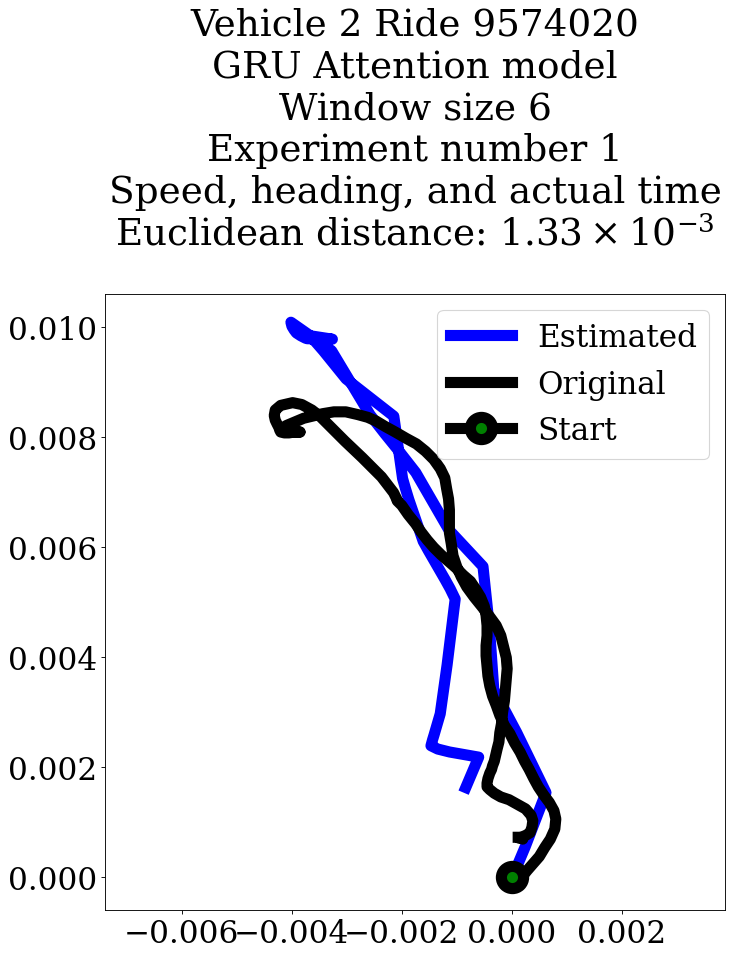 Vehicle 2 Ride 9574020
GRU Attention model
Window size 6
Experiment number 1
Speed, heading, and actual time
Euclidean distance: 1.33 × 10⁻³
Estimated
Original
Start
0.010
0.008
0.006
0.004
0.002
0.000
−0.006 −0.004 −0.002 0.000 0.002